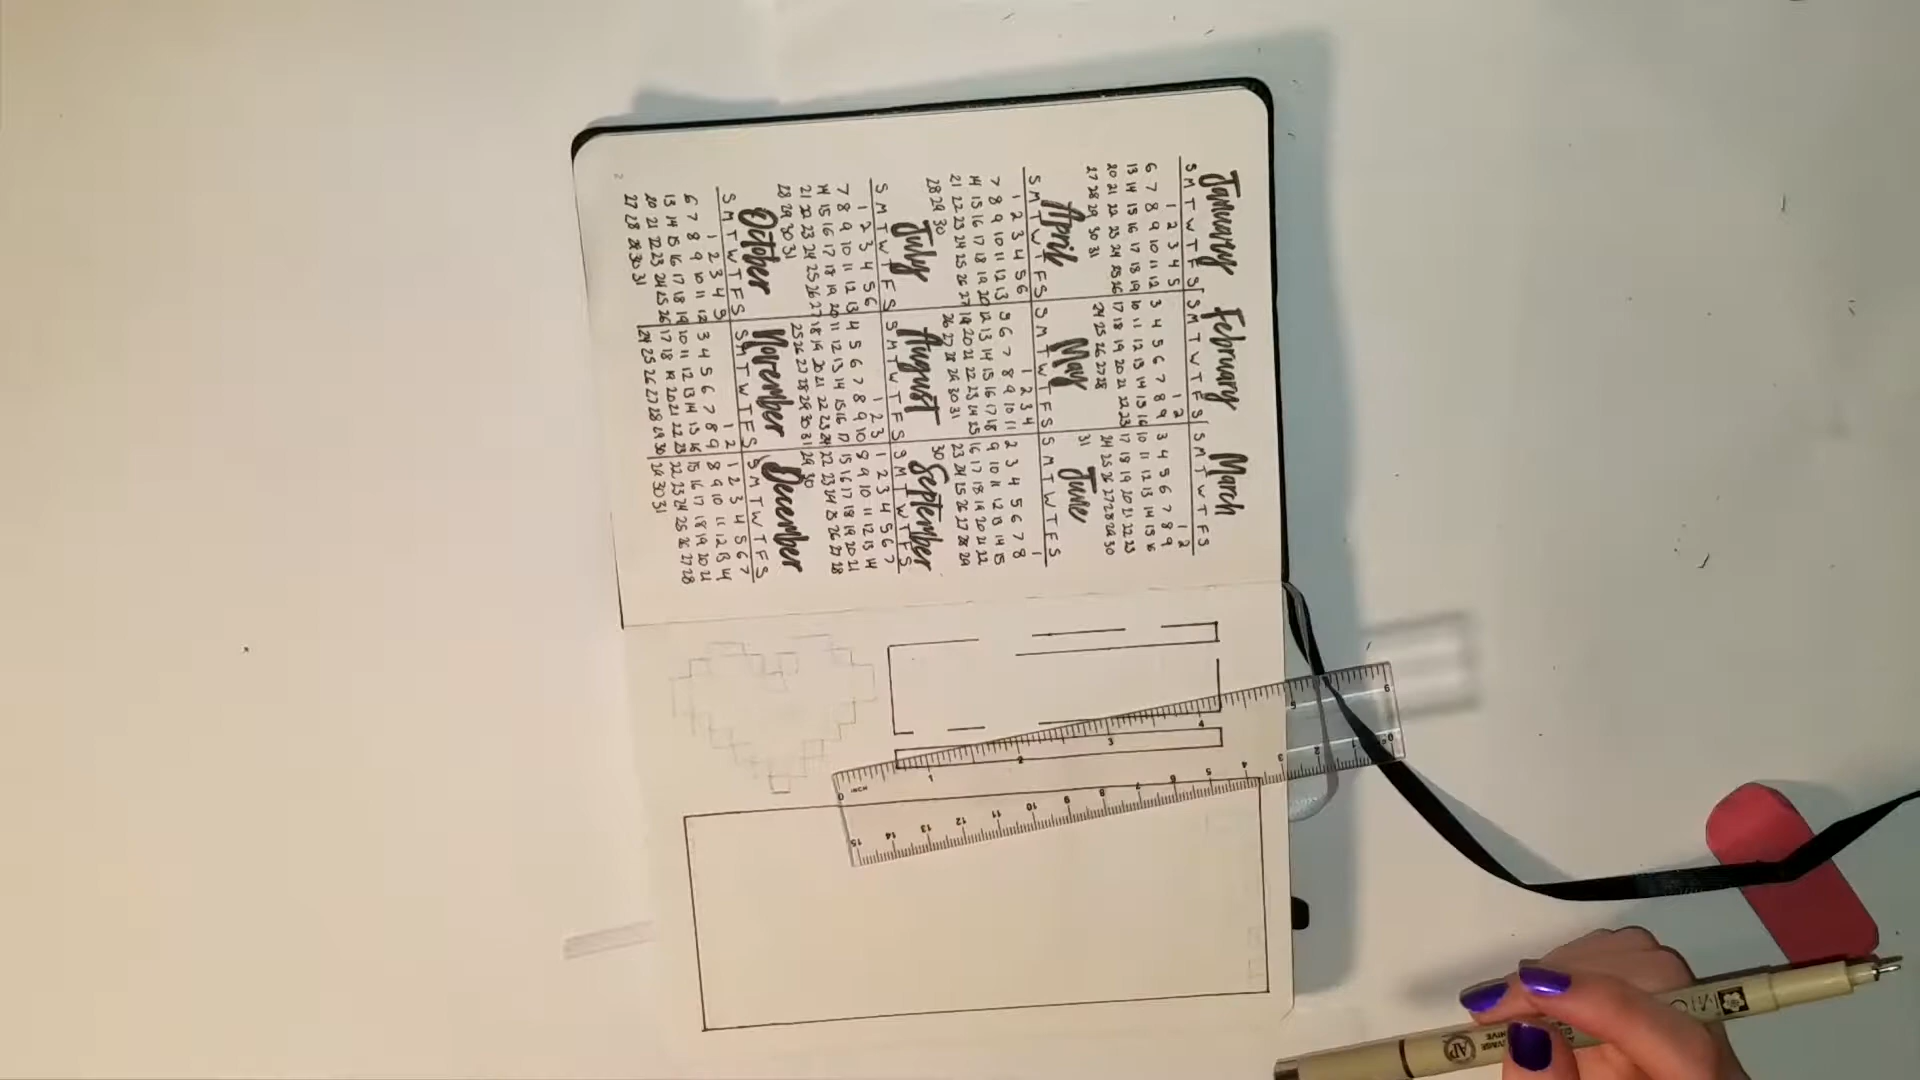 January February March
S M T W T F S S M T W T F S S M T W T F S
1 2 3 4 5 1 2 1 2
6 7 8 9 10 11 12 3 4 5 6 7 8 9 3 4 5 6 7 8 9
13 14 15 16 17 18 19 10 11 12 13 14 15 16 10 11 12 13 14 15 16
20 21 22 23 24 25 26 17 18 19 20 21 22 23 17 18 19 20 21 22 23
27 28 29 30 31 24 25 26 27 28 24 25 26 27 28 29 30
31
April May June
S M T W T F S S M T W T F S S M T W T F S
1 2 3 4 5 6 1 2 3 4 1
7 8 9 10 11 12 13 5 6 7 8 9 10 11 2 3 4 5 6 7 8
14 15 16 17 18 19 20 12 13 14 15 16 17 18 9 10 11 12 13 14 15
21 22 23 24 25 26 27 19 20 21 22 23 24 25 16 17 18 19 20 21 22
28 29 30 26 27 28 29 30 31 23 24 25 26 27 28 29
30
July August September
S M T W T F S S M T W T F S S M T W T F S
1 2 3 4 5 6 1 2 3 1 2 3 4 5 6 7
7 8 9 10 11 12 13 4 5 6 7 8 9 10 8 9 10 11 12 13 14
14 15 16 17 18 19 20 11 12 13 14 15 16 17 15 16 17 18 19 20 21
21 22 23 24 25 26 27 18 19 20 21 22 23 24 22 23 24 25 26 27 28
28 29 30 31 25 26 27 28 29 30 31 29 30
October November December
S M T W T F S S M T W T F S S M T W T F S
1 2 3 4 5 1 2 1 2 3 4 5 6 7
6 7 8 9 10 11 12 3 4 5 6 7 8 9 8 9 10 11 12 13 14
13 14 15 16 17 18 19 10 11 12 13 14 15 16 15 16 17 18 19 20 21
20 21 22 23 24 25 26 17 18 19 20 21 22 23 22 23 24 25 26 27 28
27 28 29 30 31 24 25 26 27 28 29 30 29 30 31
2
0 INCH 1 2 3 4 5 6
0 1 2 3 4 5 6 7 8 9 10 11 12 13 14 15
AP